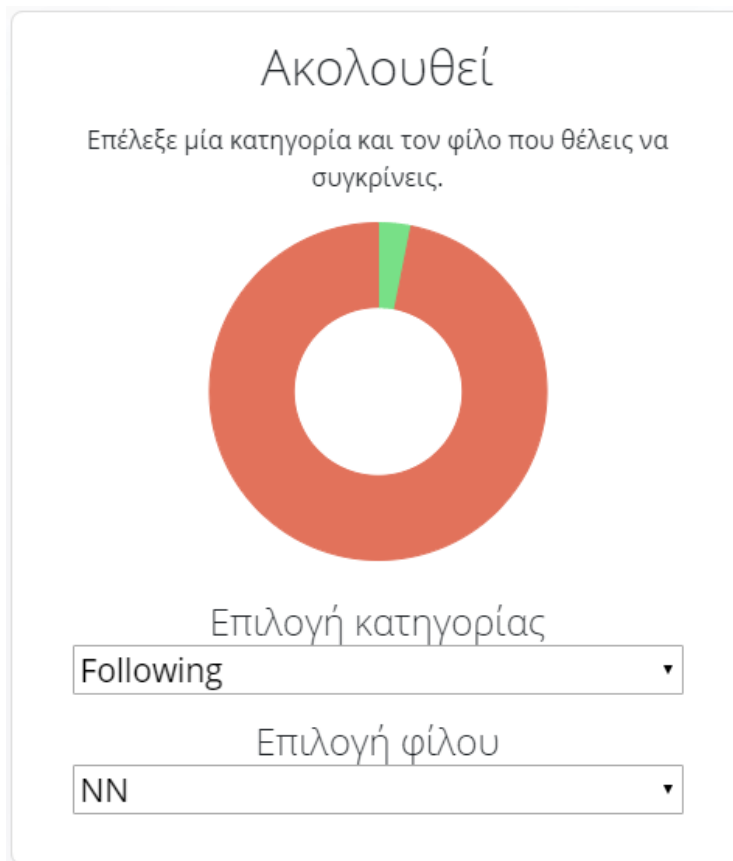 Ακολουθεί
Επέλεξε μία κατηγορία και τον φίλο που θέλεις να
συγκρίνεις.
Επιλογή κατηγορίας
Following
Επιλογή φίλου
NN